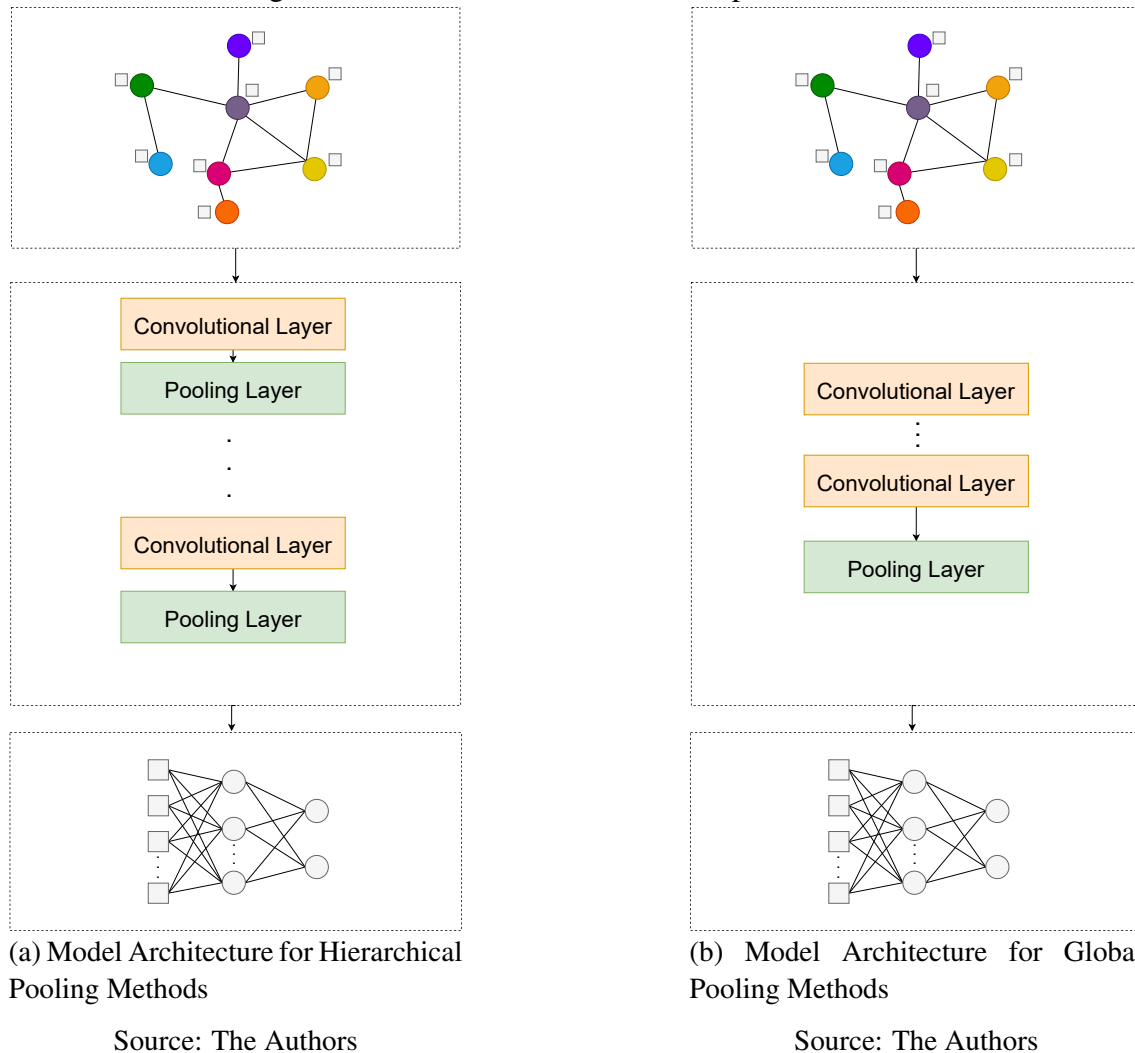 Convolutional Layer
Pooling Layer
Convolutional Layer
Pooling Layer
(a) Model Architecture for Hierarchical
Pooling Methods
Source: The Authors
Convolutional Layer
Convolutional Layer
Pooling Layer
(b) Model Architecture for Globa
Pooling Methods
Source: The Authors